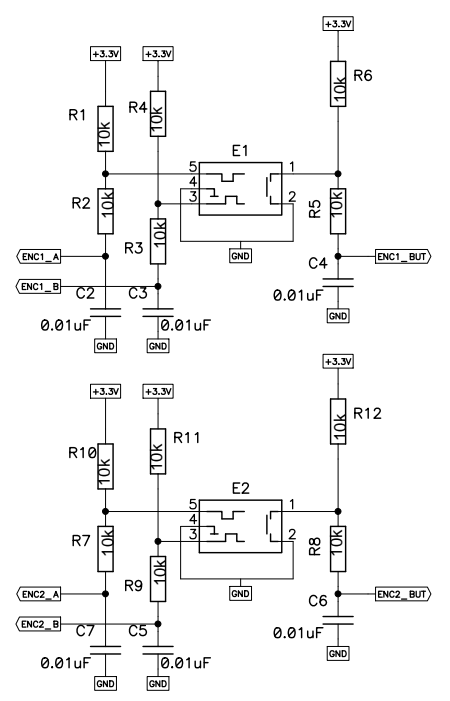 +3.3V
+3.3V
+3.3V
R6
10k
R4
10k
R1
10k
E1
5
4
3
1
2
R2
10k
R5
10k
R3
10k
ENC1_A
GND
C4
ENC1_BUT
ENC1_B
C2
C3
0.01uF
0.01uF
0.01uF
GND
GND
GND
+3.3V
+3.3V
+3.3V
R12
10k
R11
10k
R10
10k
E2
5
4
3
1
2
R7
10k
R8
10k
R9
10k
ENC2_A
GND
C6
ENC2_BUT
ENC2_B
C7
C5
0.01uF
0.01uF
0.01uF
GND
GND
GND